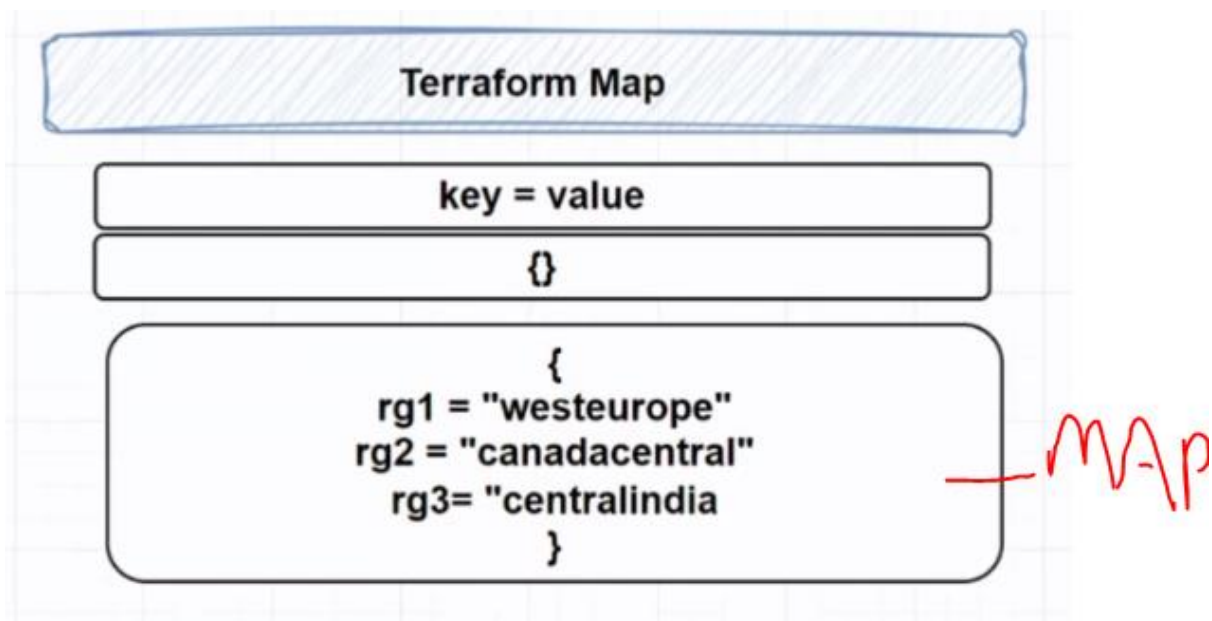 Terraform Map
key = value
{}
{
rg1 = "westeurope"
rg2 = "canadacentral"
rg3= "centralindia
}
MAP